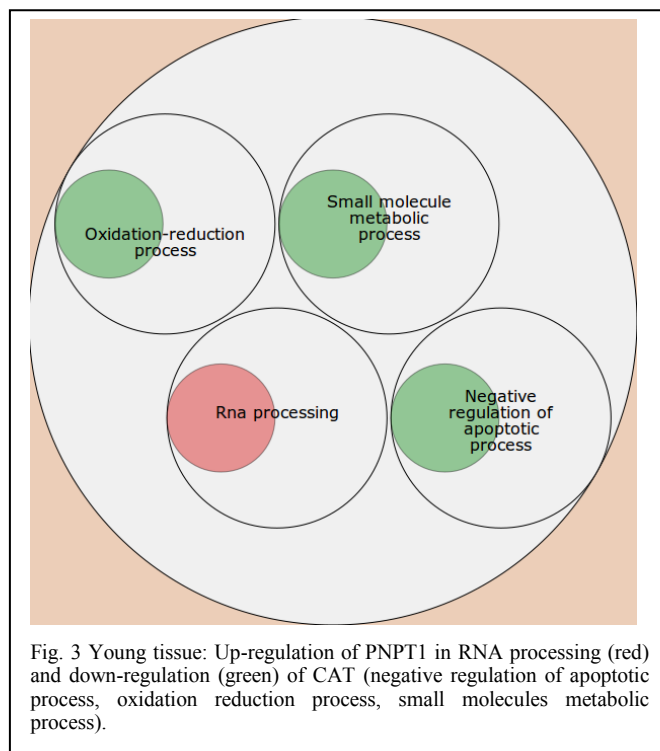 Oxidation-reduction
process
Small molecule
metabolic
process
Rna processing
Negative
regulation of
apoptotic
process
Fig. 3 Young tissue: Up-regulation of PNPT1 in RNA processing (red)
and down-regulation (green) of CAT (negative regulation of apoptotic
process, oxidation reduction process, small molecules metabolic
process).